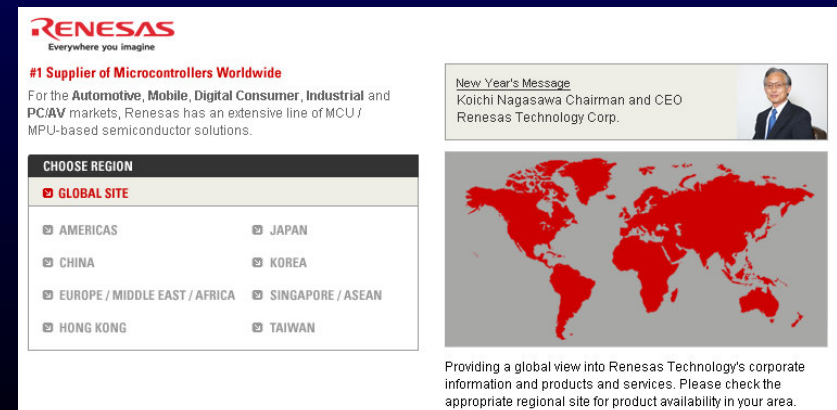 RENESAS
Everywhere you imagine
#1 Supplier of Microcontrollers Worldwide
For the Automotive, Mobile, Digital Consumer, Industrial and
PC/AV markets, Renesas has an extensive line of MCU /
MPU-based semiconductor solutions.
CHOOSE REGION
GLOBAL SITE
AMERICAS
JAPAN
CHINA
KOREA
EUROPE / MIDDLE EAST / AFRICA
SINGAPORE / ASEAN
HONG KONG
TAIWAN
New Year's Message
Koichi Nagasawa Chairman and CEO
Renesas Technology Corp.
Providing a global view into Renesas Technology's corporate
information and products and services. Please check the
appropriate regional site for product availability in your area.